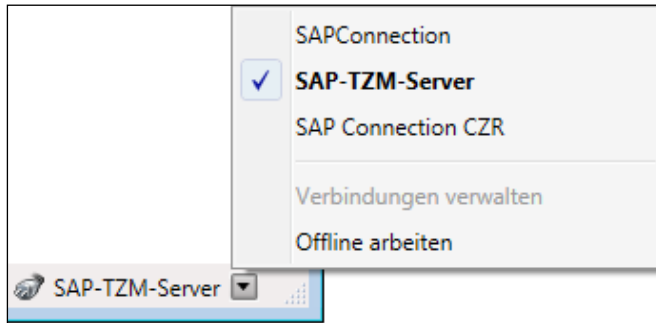 SAPConnection
SAP-TZM-Server
SAP Connection CZR
Verbindungen verwalten
Offline arbeiten
SAP-TZM-Server